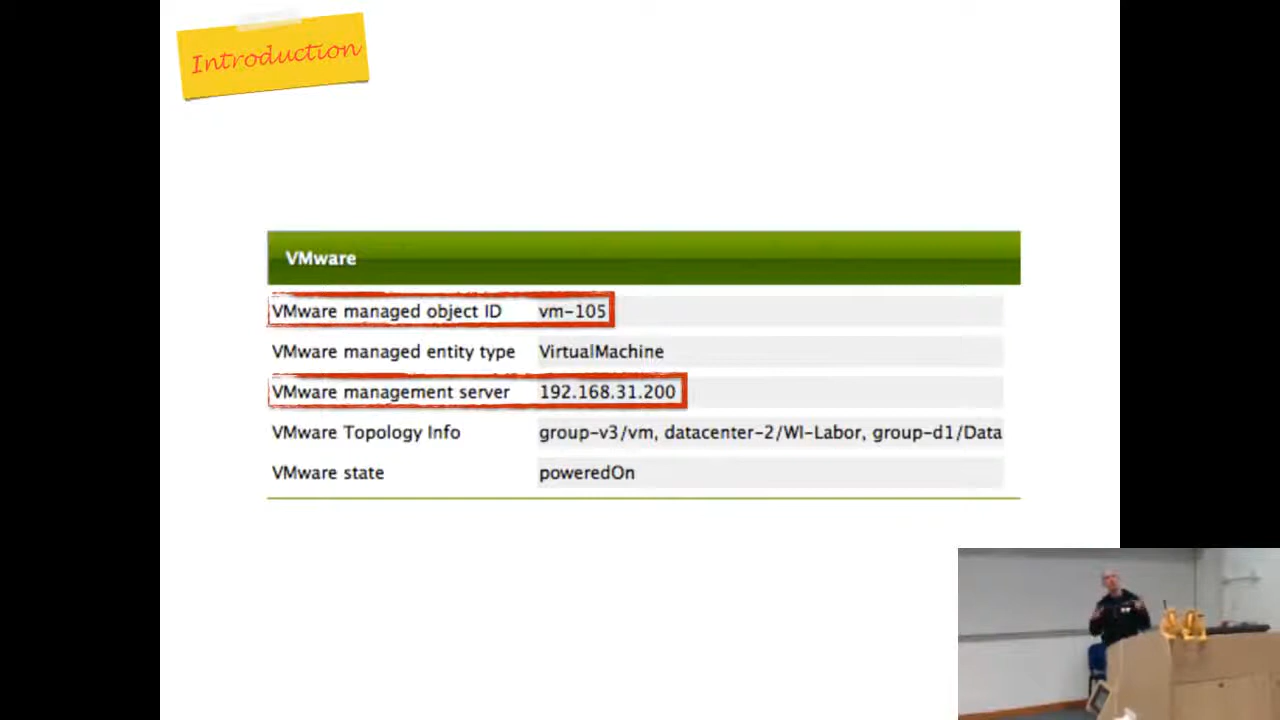 Introduction
VMware
VMware managed object ID vm-105
VMware managed entity type VirtualMachine
VMware management server 192.168.31.200
VMware Topology Info group-v3/vm, datacenter-2/WI-Labor, group-d1/Data
VMware state poweredOn